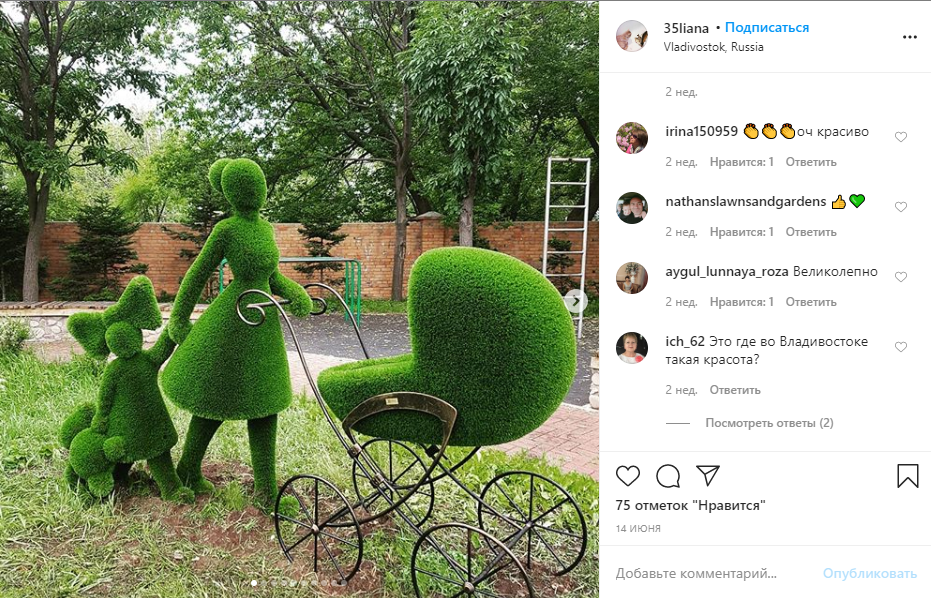 35liana • Подписаться
Vladivostok, Russia
2 нед.
irina150959 👏👏👏оч красиво
2 нед. Нравится: 1 Ответить
nathanslawnsandgardens 👍💚
2 нед. Нравится: 1 Ответить
aygul_lunnaya_roza Великолепно
2 нед. Нравится: 1 Ответить
ich_62 Это где во Владивостоке
такая красота?
2 нед. Ответить
Посмотреть ответы (2)
75 отметок "Нравится"
14 ИЮНЯ
Добавьте комментарий... Опубликовать